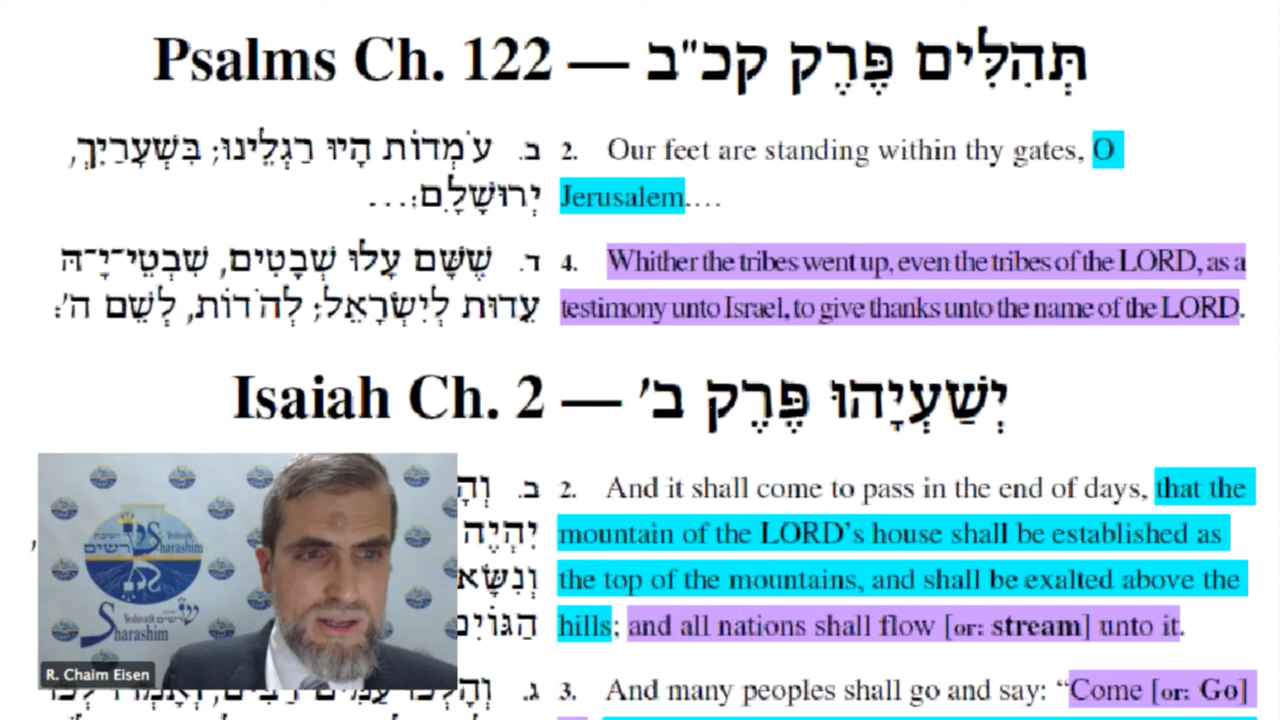 Psalms Ch. 122 — תְּהִלִּים פֶּרֶק קכ"ב
ב. עֹמְדוֹת הָיוּ רַגְלֵינוּ; בִּשְׁעָרַיִךְ,
יְרוּשָׁלִָם:...
2. Our feet are standing within thy gates, O
Jerusalem....
ד. שֶׁשָּׁם עָלוּ שְׁבָטִים, שִׁבְטֵי־יָ־הּ
עֵדוּת לְיִשְׂרָאֵל; לְהֹדוֹת, לְשֵׁם ה':
4. Whither the tribes went up, even the tribes of the LORD, as a
testimony unto Israel, to give thanks unto the name of the LORD.
Isaiah Ch. 2 — יְשַׁעְיָהוּ פֶּרֶק ב'
ב.
יִהְיֶה
הַגּוֹיִם
2. And it shall come to pass in the end of days, that the
mountain of the LORD's house shall be established as
the top of the mountains, and shall be exalted above the
hills; and all nations shall flow [or: stream] unto it.
ג.
3. And many peoples shall go and say: “Come [or: Go]
Yeshivath
Sharashim
ישיבת
שרשים
Sharashim
R. Chaim Eisen